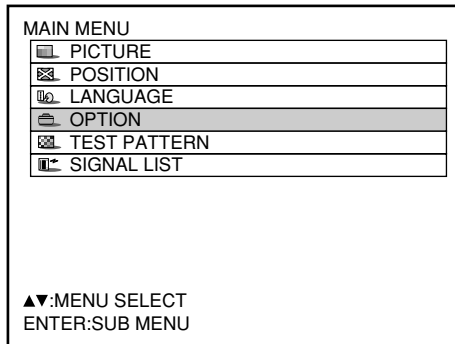 MAIN MENU
PICTURE
POSITION
LANGUAGE
OPTION
TEST PATTERN
SIGNAL LIST
▲▼:MENU SELECT
ENTER:SUB MENU